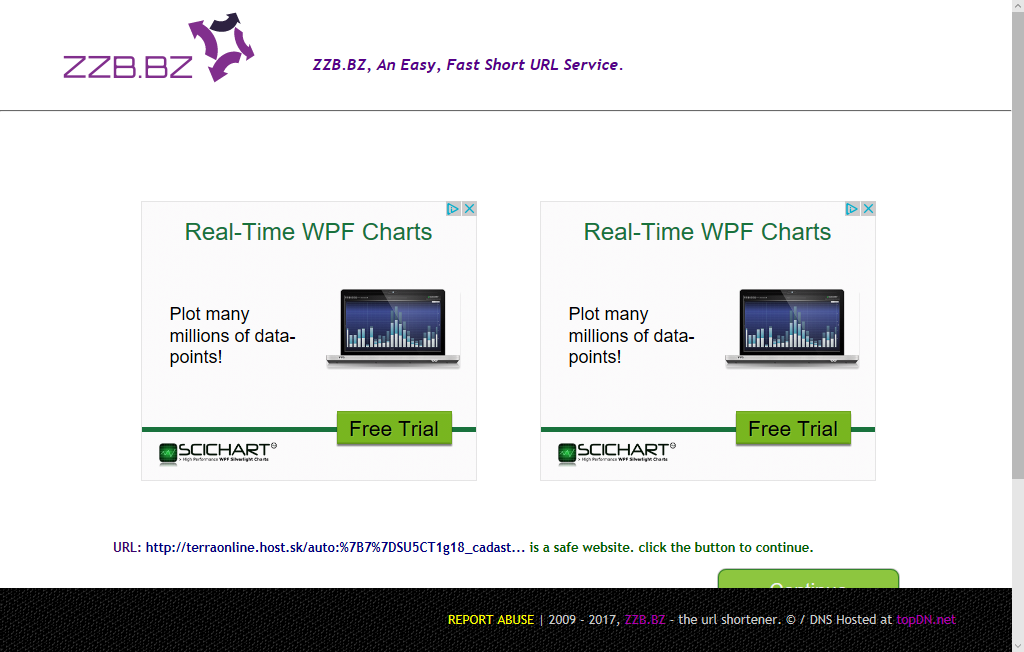 ZZB.BZ
ZZB.BZ, An Easy, Fast Short URL Service.
Real-Time WPF Charts
Plot many
millions of data-
points!
Free Trial
SCICHART
> High Performance WPF Silverlight Charts
Real-Time WPF Charts
Plot many
millions of data-
points!
Free Trial
SCICHART
> High Performance WPF Silverlight Charts
URL: http://terraonline.host.sk/auto:%7B7%7DSU5CT1g18_cadast... is a safe website. click the button to continue.
Continue
REPORT ABUSE | 2009 - 2017, ZZB.BZ - the url shortener. © / DNS Hosted at topDN.net